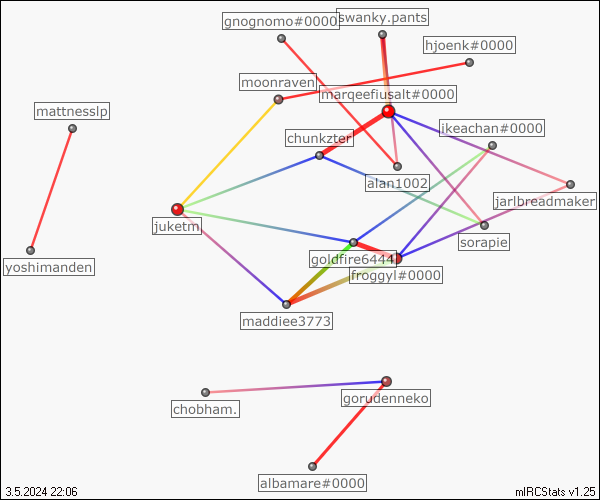 gnognomo#0000
swanky.pants
hjoenk#0000
moonraven
marqeefiusalt#0000
mattnesslp
chunkzter
ikeachan#0000
alan1002
jarlbreadmaker
juketm
sorapie
goldfire6444
yoshimanden
froggyl#0000
maddiee3773
gorudenneko
chobham.
albamare#0000
3.5.2024 22:06
mIRCStats v1.25